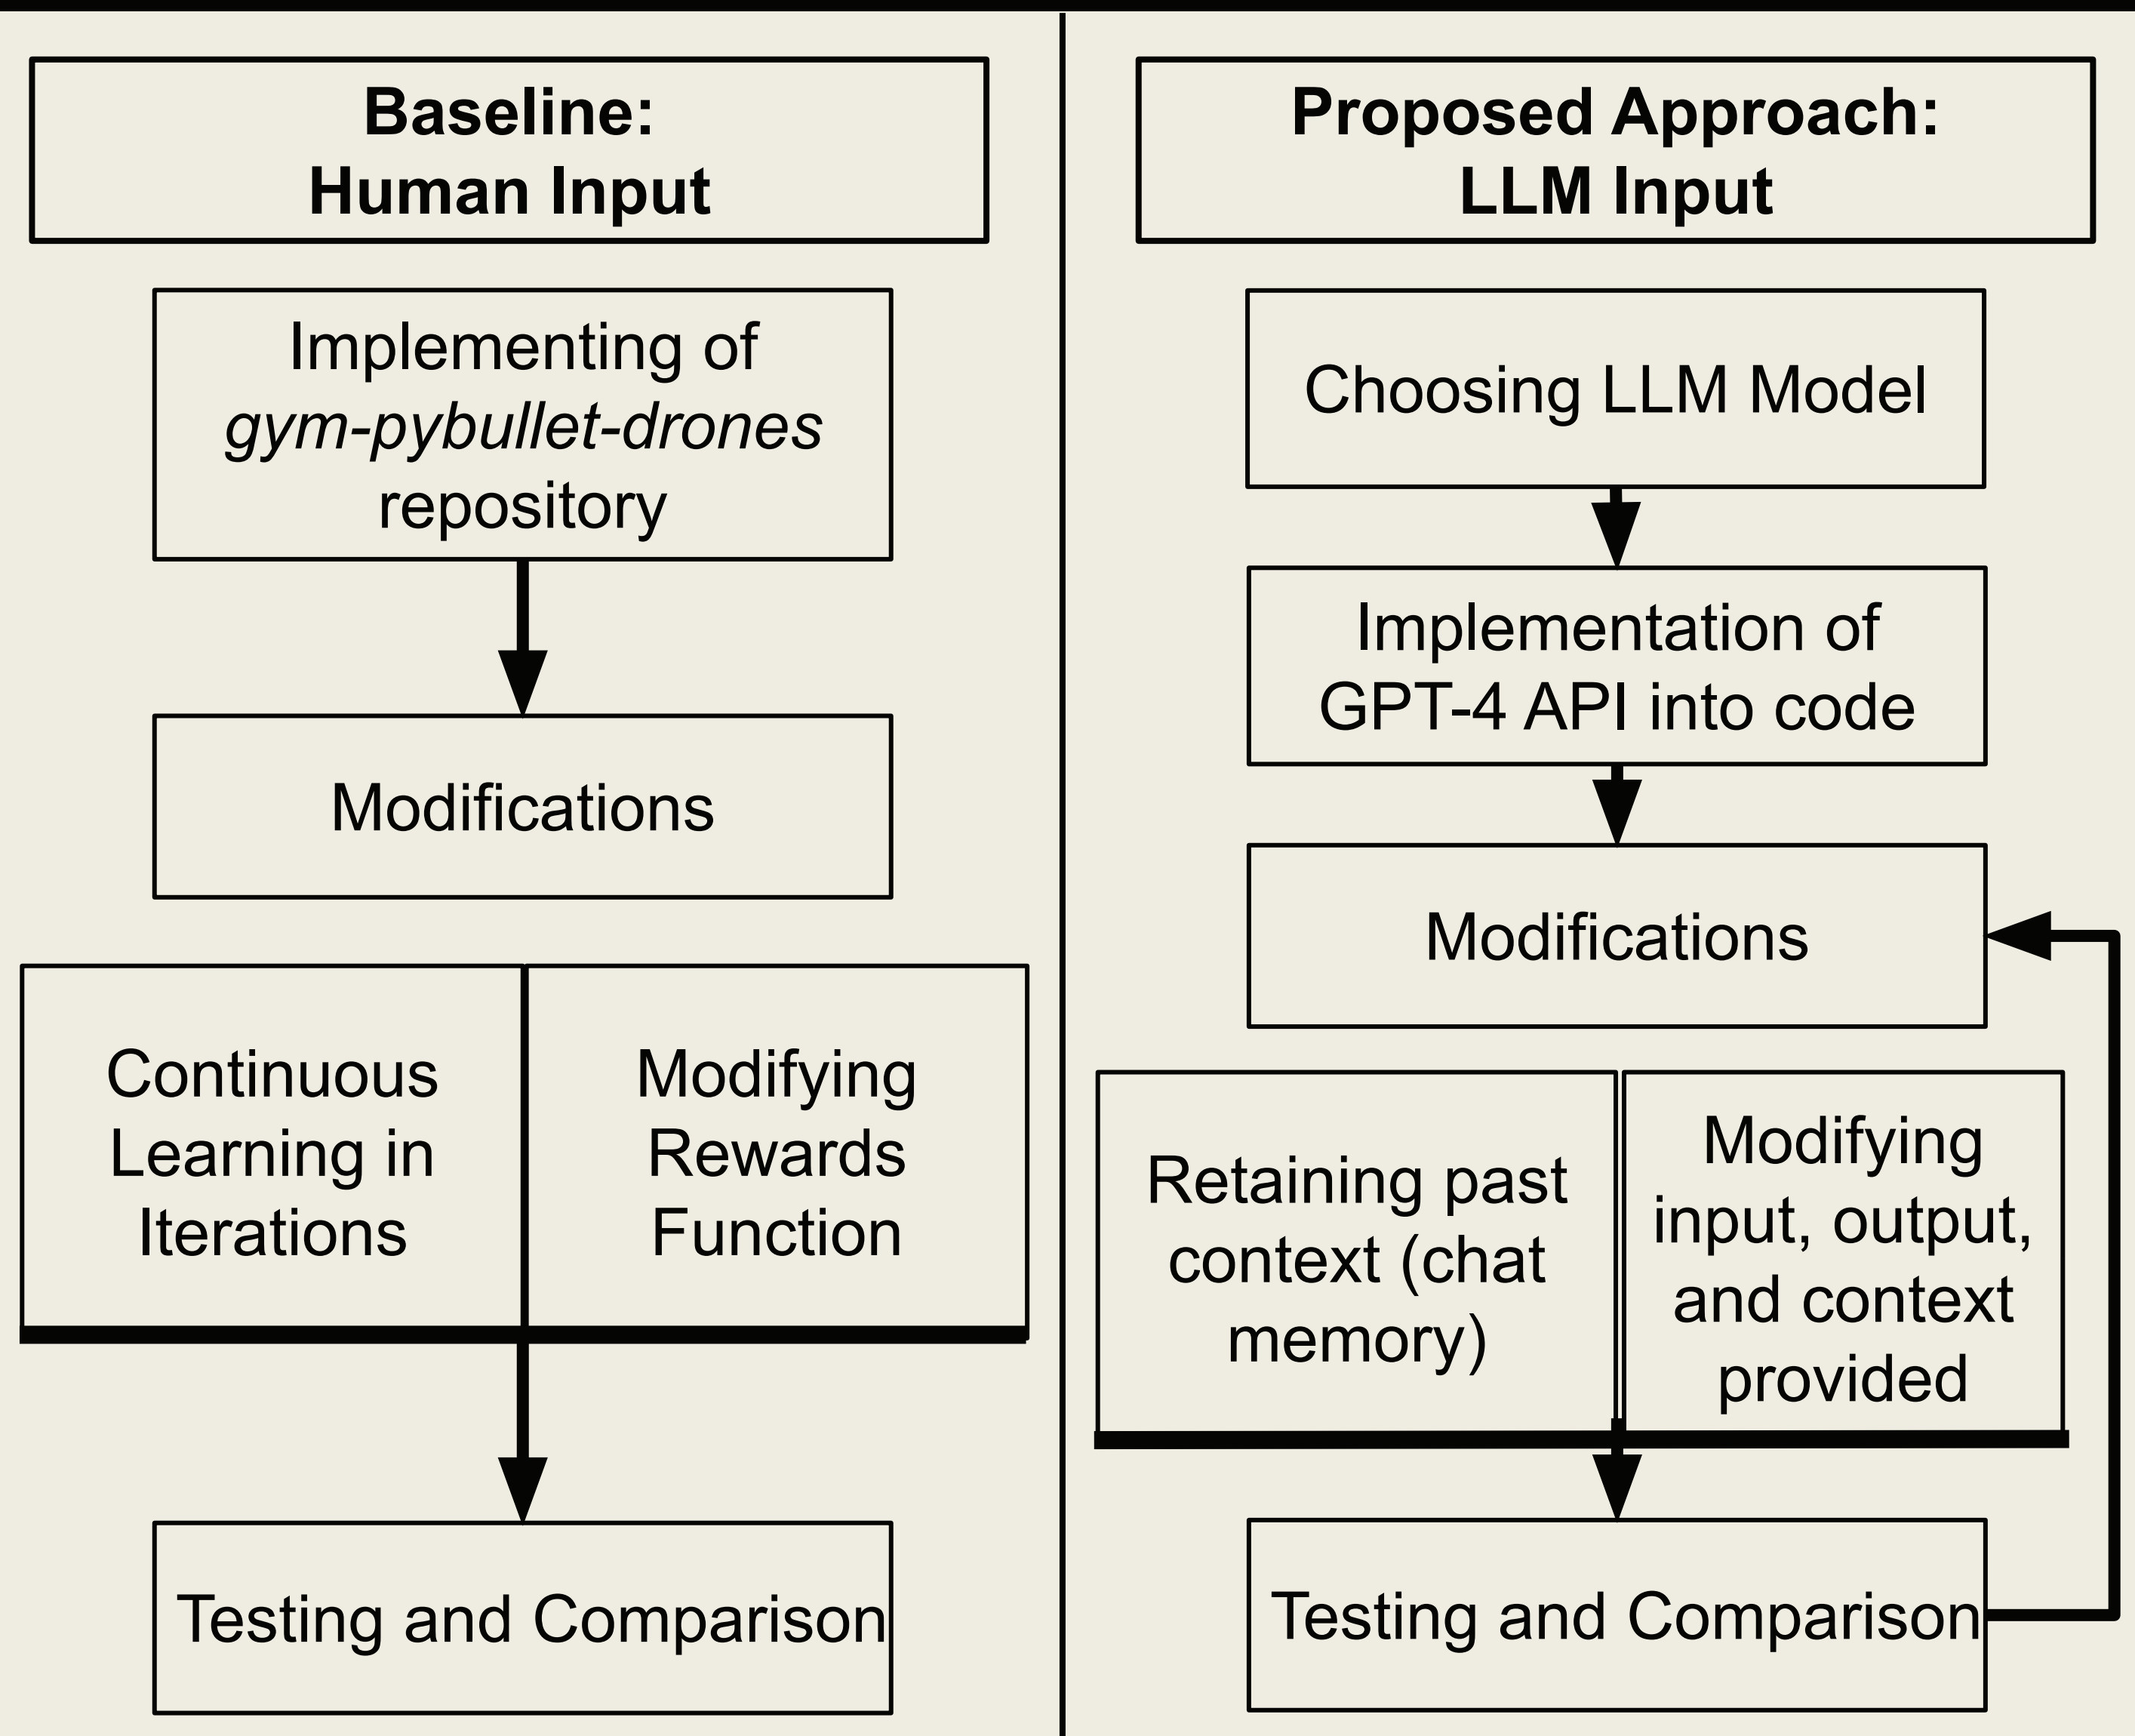 Baseline:
Human Input
Implementing of
gym-pybullet-drones
repository
Modifications
Continuous
Learning in
Iterations
Modifying
Rewards
Function
Testing and Comparison
Proposed Approach:
LLM Input
Choosing LLM Model
Implementation of
GPT-4 API into code
Modifications
Retaining past
context (chat
memory)
Modifying
input, output,
and context
provided
Testing and Comparison